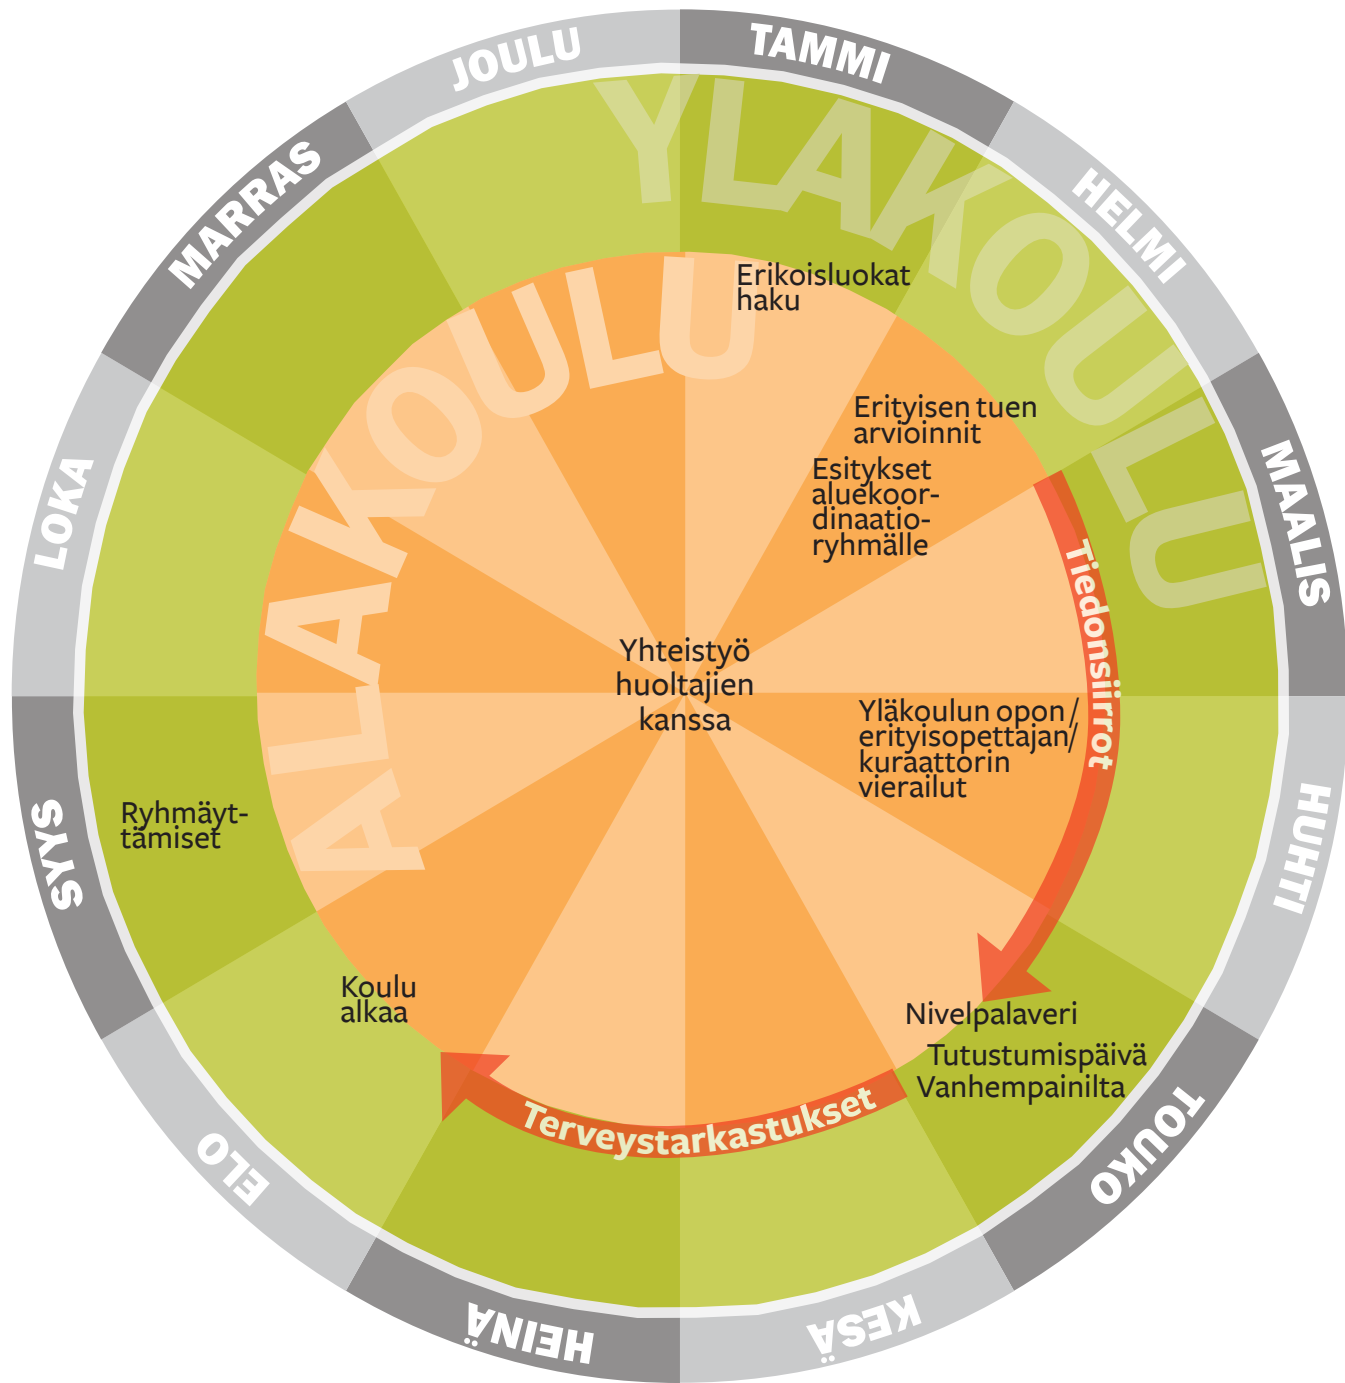 TAMMI
HELMI
MAALIS
HUHTI
TOUKO
KESÄ
HEINÄ
ELO
SYYS
LOKA
MARRAS
JOULU
YLAKOULU
ALAKOULU
Erikoisluokat
haku
Erityisen tuen
arvioinnit
Esitykset
aluekoor-
dinaatio-
ryhmälle
Tiedonsiirrot
Yhteistyö
huoltajien
kanssa
Yläkoulun opon/
erityisopettajan/
kuraattorin
vierailut
Nivelpalaveri
Tutustumispäivä
Vanhempainilta
Terveystarkastukset
Koulu
alkaa
Ryhmäyt-
tämiset